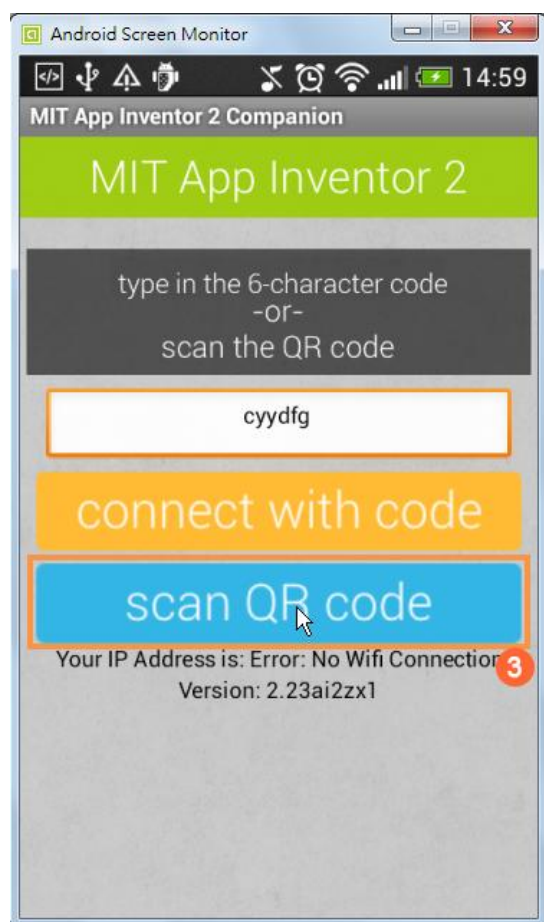 Android Screen Monitor
14:59
MIT App Inventor 2 Companion
MIT App Inventor 2
type in the 6-character code
-or-
scan the QR code
cyydfg
connect with code
scan QR code
Your IP Address is: Error: No Wifi Connection
3
Version: 2.23ai2zx1